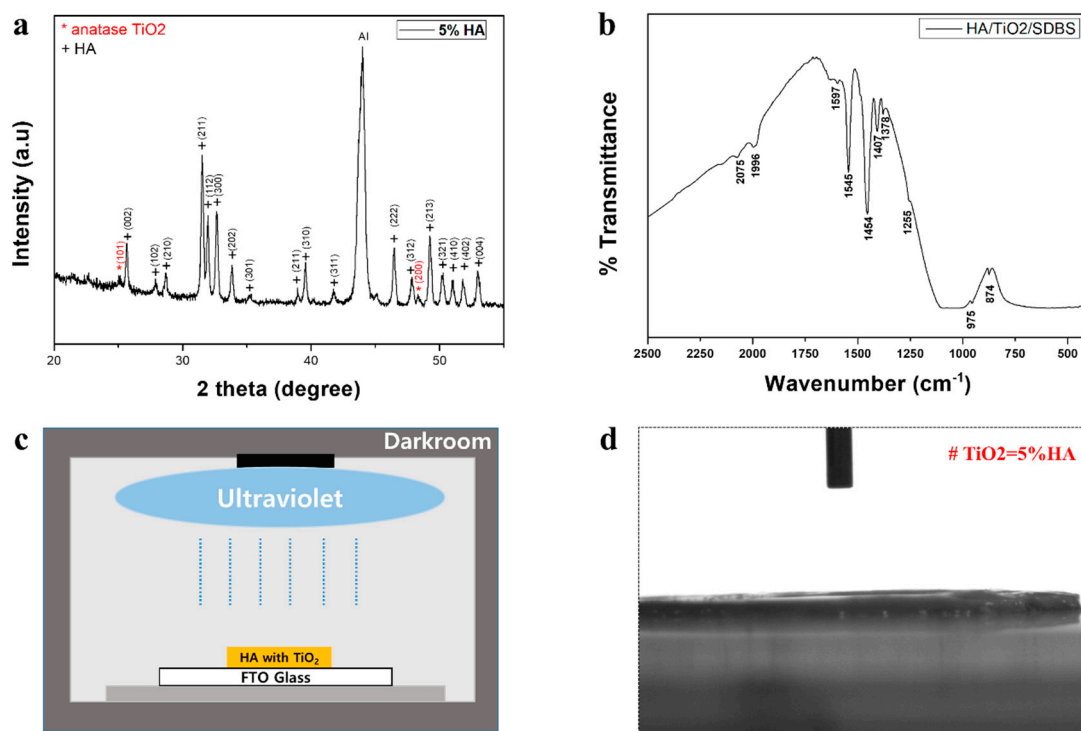 a
* anatase TiO2
+ HA
Al
5% HA
*(101)
+(002)
+(102)
+(210)
+(211)
+(112)
+(300)
+(202)
+(301)
+(211)
+(310)
+(311)
+(222)
+(312)
*(200)
+(213)
+(321)
+(410)
+(402)
+(004)
Intensity (a.u)
20 30 40 50
2 theta (degree)
b
HA/TiO2/SDBS
2075
1996
1597
1545
1454
1407
1378
1255
975
874
% Transmittance
2500 2000 1750 1500 1250 1000 750 500
Wavenumber (cm⁻¹)
c
Darkroom
Ultraviolet
HA with TiO₂
FTO Glass
d
# TiO2=5%HA